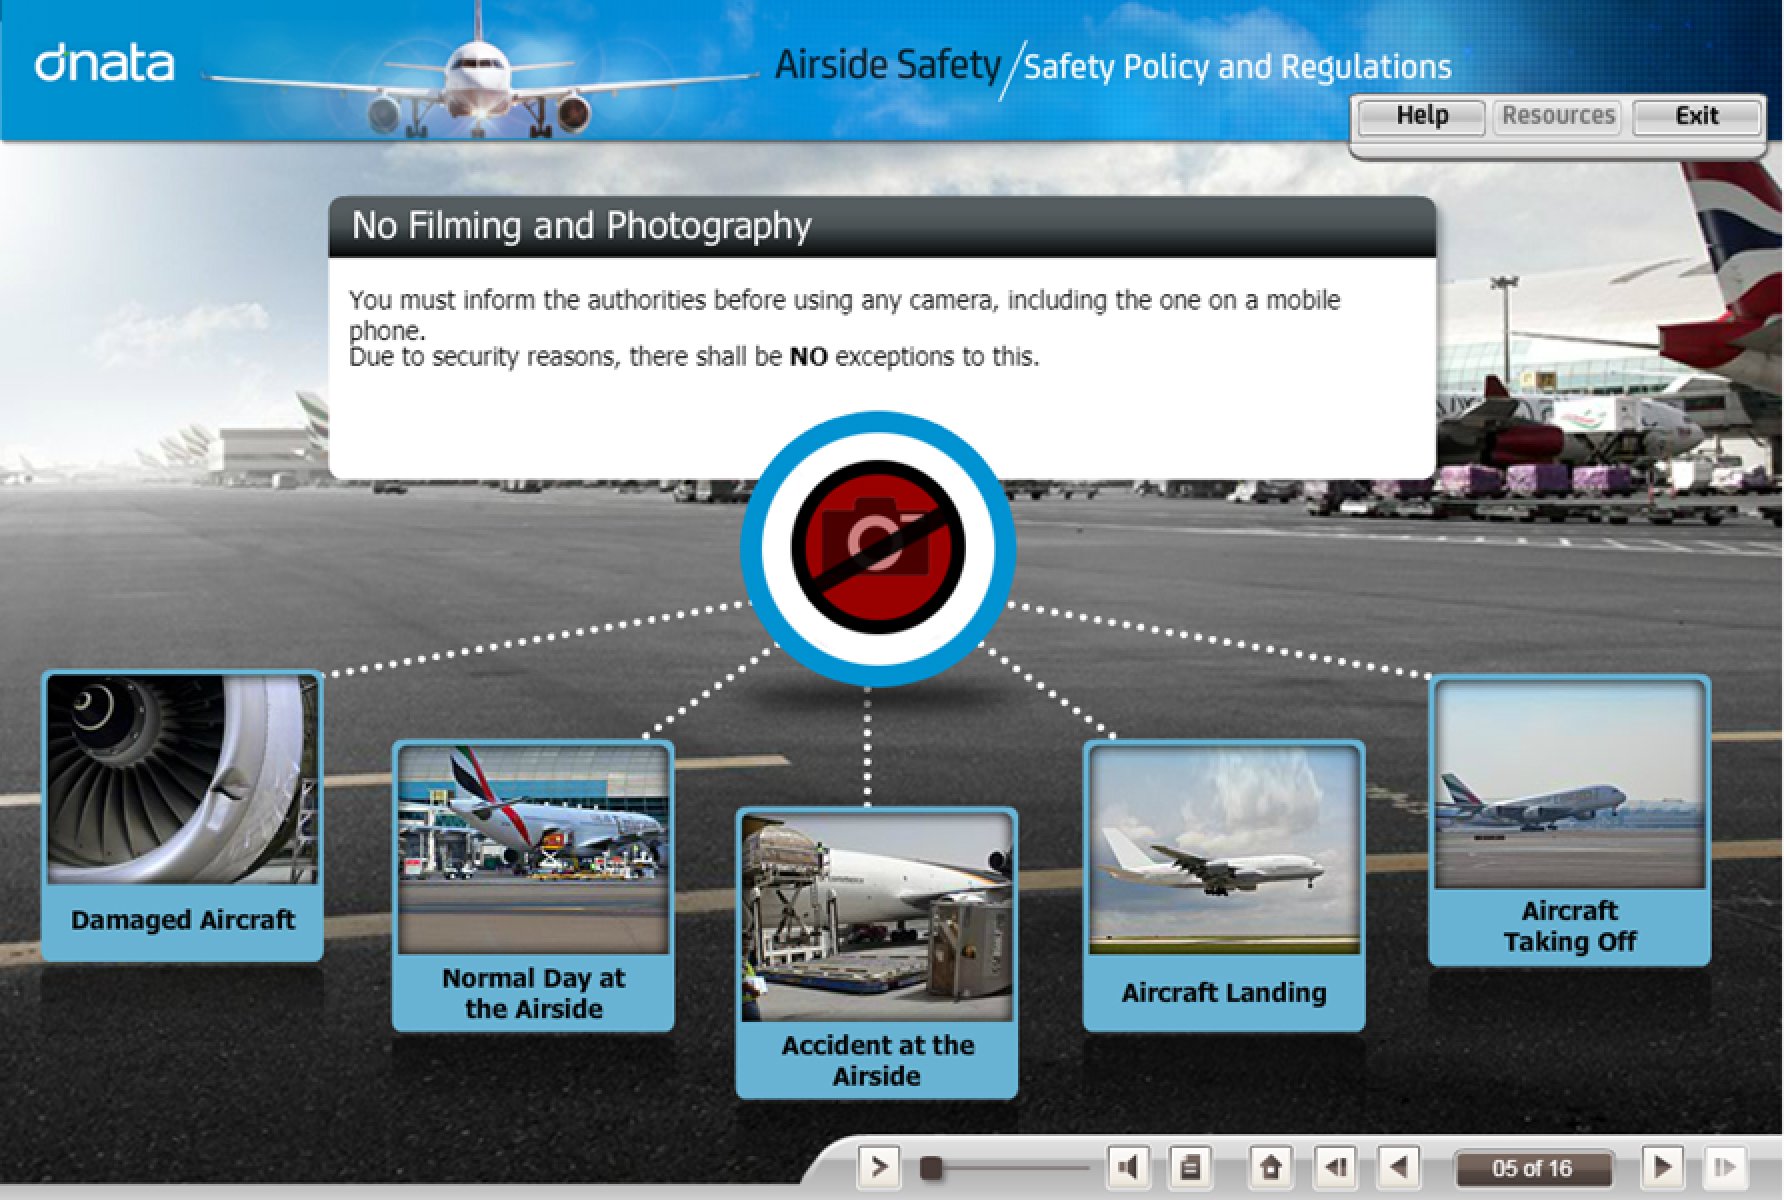 dnata
Airside Safety/Safety Policy and Regulations
Help
Resources
Exit
No Filming and Photography
You must inform the authorities before using any camera, including the one on a mobile
phone.
Due to security reasons, there shall be NO exceptions to this.
Damaged Aircraft
Normal Day at
the Airside
Accident at the
Airside
Aircraft Landing
Aircraft
Taking Off
05 of 16